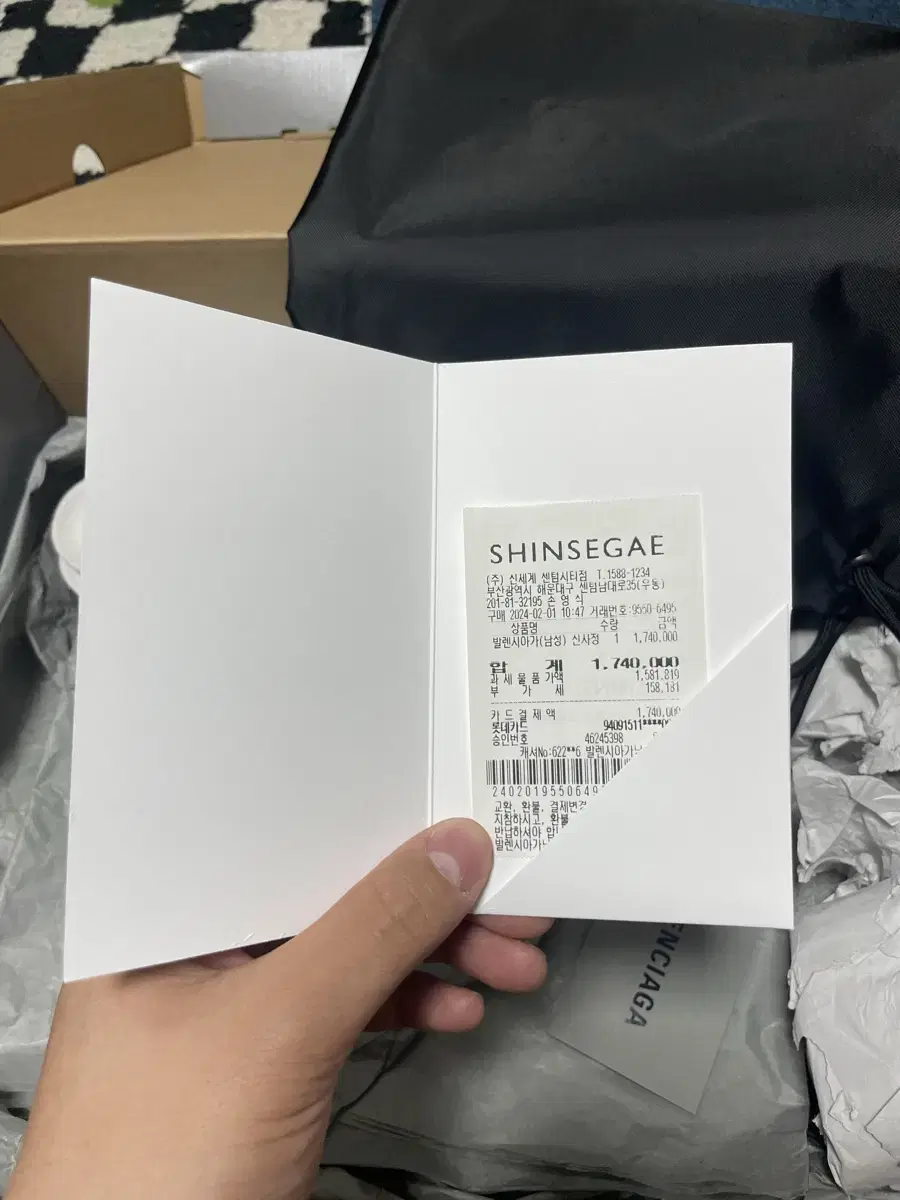 SHINSEGAE
(주) 신세계 센텀시티점 T.1588-1234
부산광역시 해운대구 센텀남대로35(우동)
201-81-32195 손 영 식
구매 2024-02-01 10:47 거래번호:9550-6495
상품명 수량 금액
발렌시아가(남성) 신사정 1 1,740,000
합 계 1,740,000
과 세 물 품 가액 1,581,819
부 가 세 158,181
카 드 결 제 액 1,740,000
롯데카드 94091511****
승인번호 46245398
캐셔No:622**6 발렌시아가
2402019550649
교환, 환불, 결제변경
지참하시고, 환불
반납하셔야 합
발렌시아가
ENCIAGA